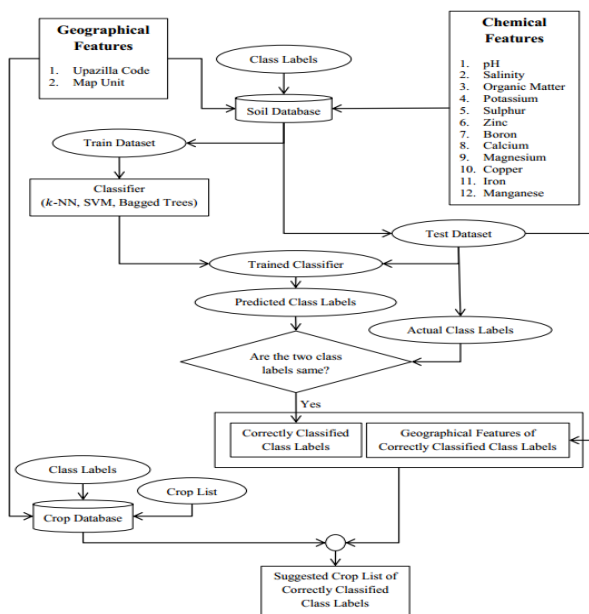 Geographical
Features
1. Upazilla Code
2. Map Unit
Class Labels
Soil Database
Chemical
Features
1. pH
2. Salinity
3. Organic Matter
4. Potassium
5. Sulphur
6. Zinc
7. Boron
8. Calcium
9. Magnesium
10. Copper
11. Iron
12. Manganese
Train Dataset
Classifier
(k-NN, SVM, Bagged Trees)
Test Dataset
Trained Classifier
Predicted Class Labels
Actual Class Labels
Are the two class
labels same?
Yes
Correctly Classified
Class Labels
Geographical Features of
Correctly Classified Class Labels
Class Labels
Crop List
Crop Database
Suggested Crop List of
Correctly Classified
Class Labels